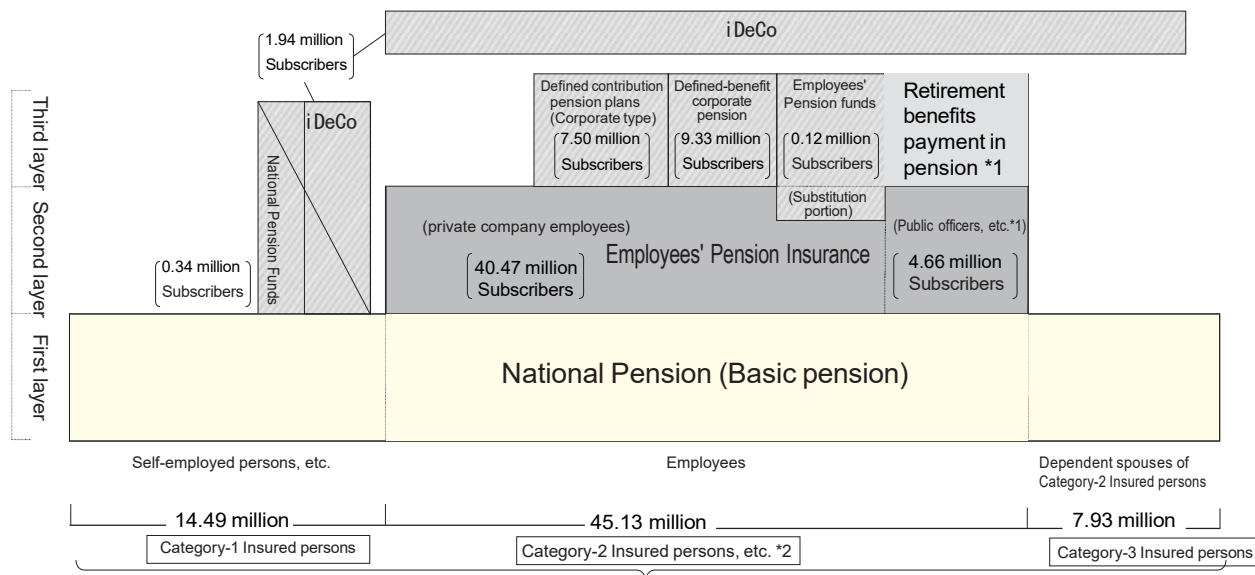 iDeCo
1.94 million
Subscribers
Third layer
Second layer
First layer
iDeCo
National Pension Funds
0.34 million
Subscribers
Defined contribution
pension plans
(Corporate type)
7.50 million
Subscribers
Defined-benefit
corporate
pension
9.33 million
Subscribers
Employees'
Pension funds
0.12 million
Subscribers
(Substitution
portion)
Retirement
benefits
payment in
pension *1
(private company employees)
Employees' Pension Insurance
40.47 million
Subscribers
(Public officers, etc.*1)
4.66 million
Subscribers
National Pension (Basic pension)
Self-employed persons, etc.
Employees
Dependent spouses of
Category-2 Insured persons
14.49 million
45.13 million
7.93 million
Category-1 Insured persons
Category-2 Insured persons, etc. *2
Category-3 Insured persons